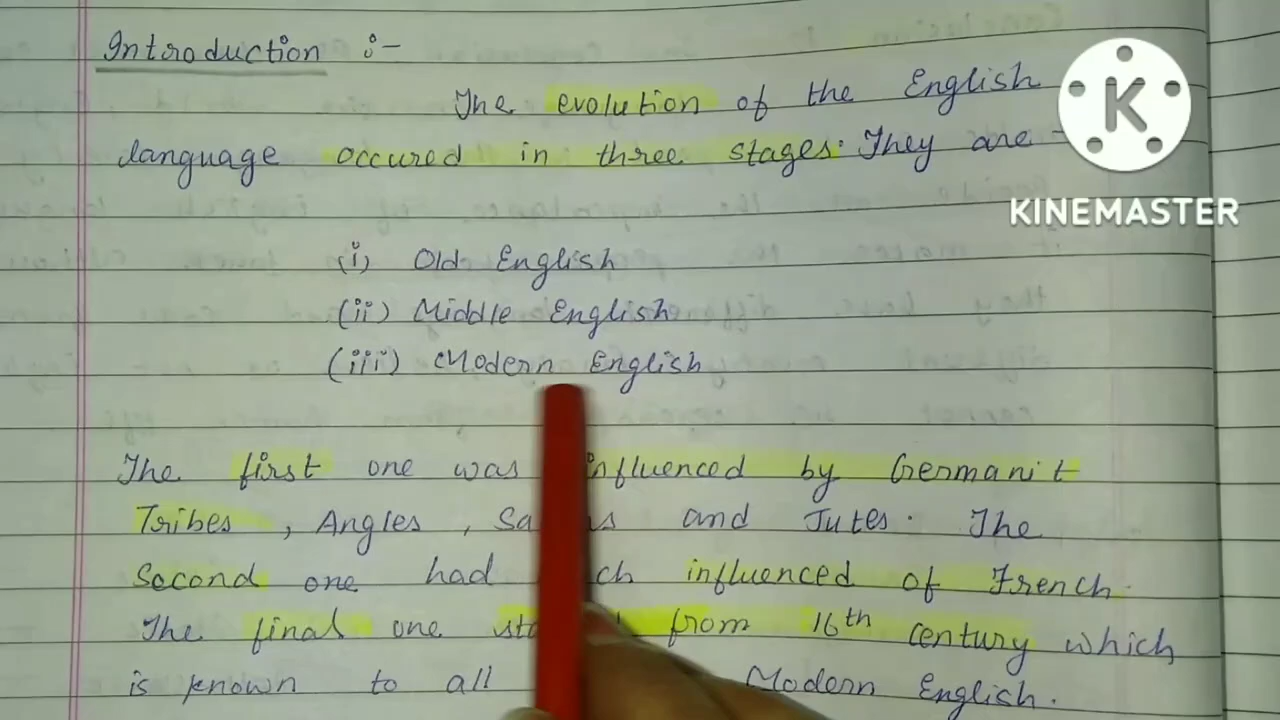 Introduction :-
The evolution of the English
language occured in three stages. They are -
K
KINEMASTER
(i) Old English
(ii) Middle English
(iii) Modern English
The first one was influenced by Germanit
Tribes, Angles, and Jutes. The
Second one had influenced of French.
The final one from 16th century which
is known to all Modern English.